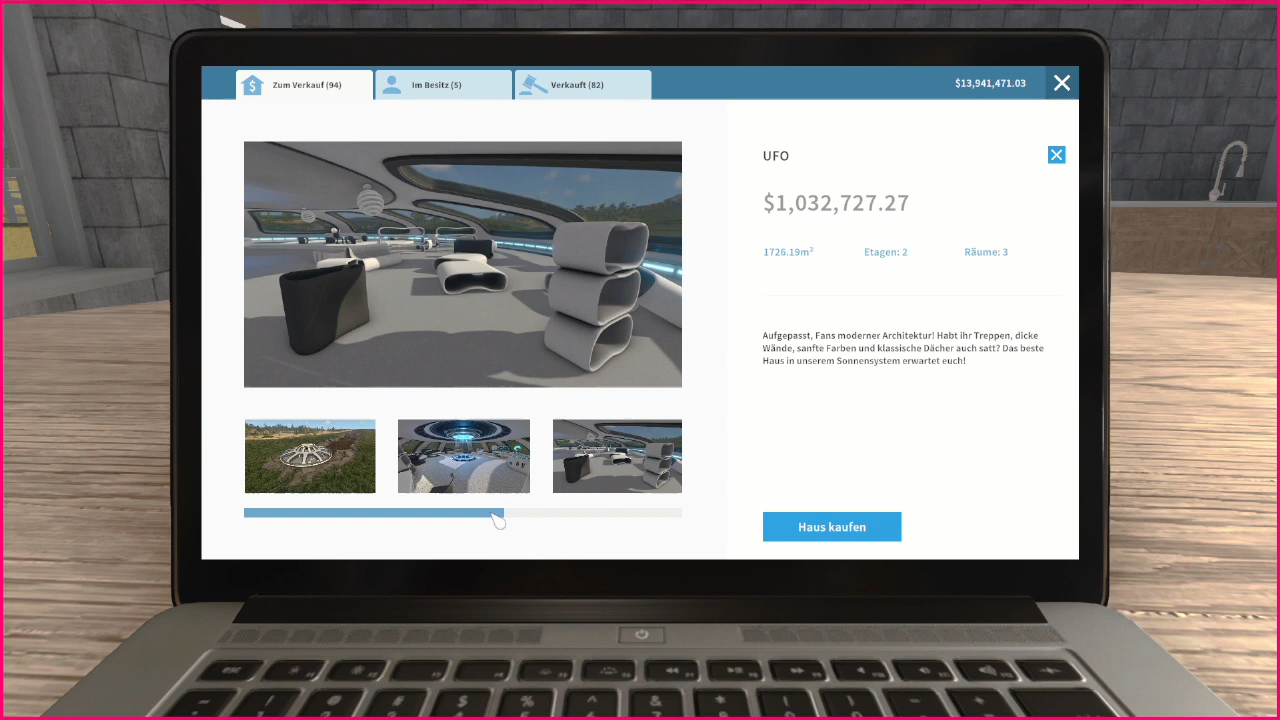 Zum Verkauf (94)
Im Besitz (5)
Verkauft (82)
$13,941,471.03
UFO
$1,032,727.27
1726.19m²
Etagen: 2
Räume: 3
Aufgepasst, Fans moderner Architektur! Habt ihr Treppen, dicke
Wände, sanfte Farben und klassische Dächer auch satt? Das beste
Haus in unserem Sonnensystem erwartet euch!
Haus kaufen
esc